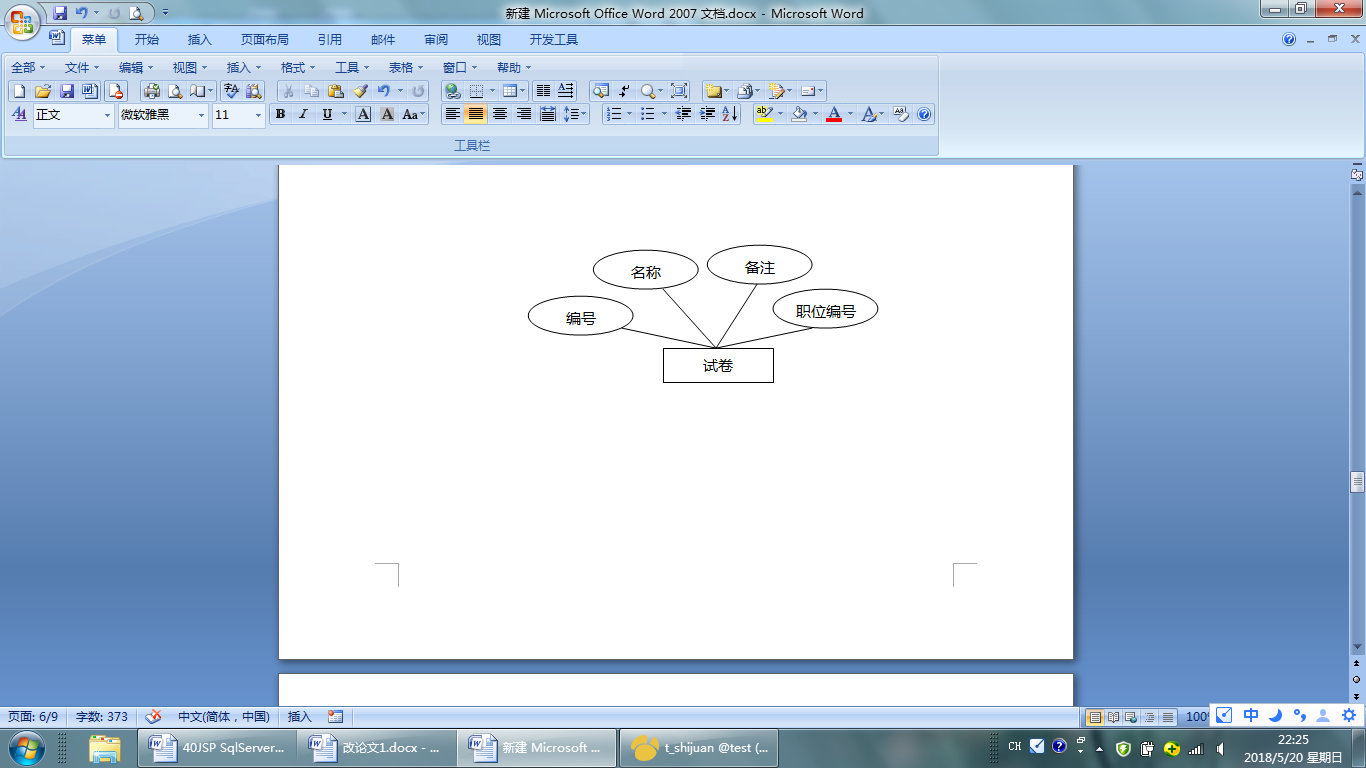 新建 Microsoft Office Word 2007 文档.docx - Microsoft Word
菜单 开始 插入 页面布局 引用 邮件 审阅 视图 开发工具
全部 文件 编辑 视图 插入 格式 工具 表格 窗口 帮助
正文 微软雅黑 11 B I U A A Aa
工具栏
名称 备注
编号 职位编号
试卷
页面: 6/9 字数: 373 中文(简体，中国) 插入 100% 中
40JSP SqlServer... 改论文1.docx - ... 新建 Microsoft ... t_shijuan @test (... CH 22:25
2018/5/20 星期日